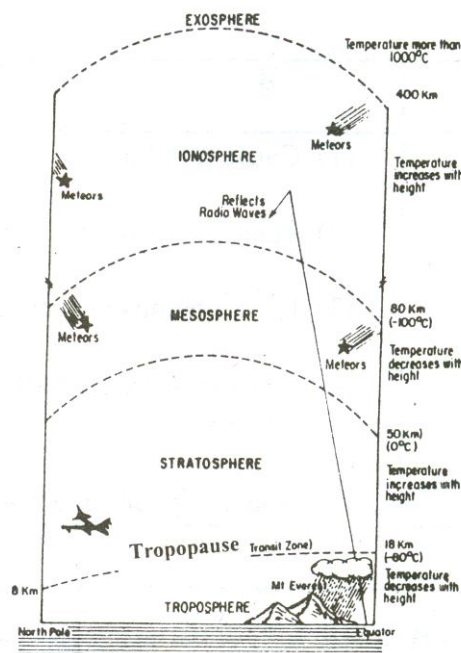 EXOSPHERE
Temperature more than
1000°C
400 Km
Meteors
IONOSPHERE
Temperature
increases with
height
Meteors
Reflects
Radio Waves
80 Km
(-100°C)
MESOSPHERE
Meteors
Meteors
Temperature
decreases with
height
50 Km)
(0°C)
STRATOSPHERE
Temperature
increases with
height
Tropopause Transit Zone)
18 Km
(-80°C)
Mt Everest
Temperature
decreases with
height
8 Km
TROPOSPHERE
North Pole
Equator